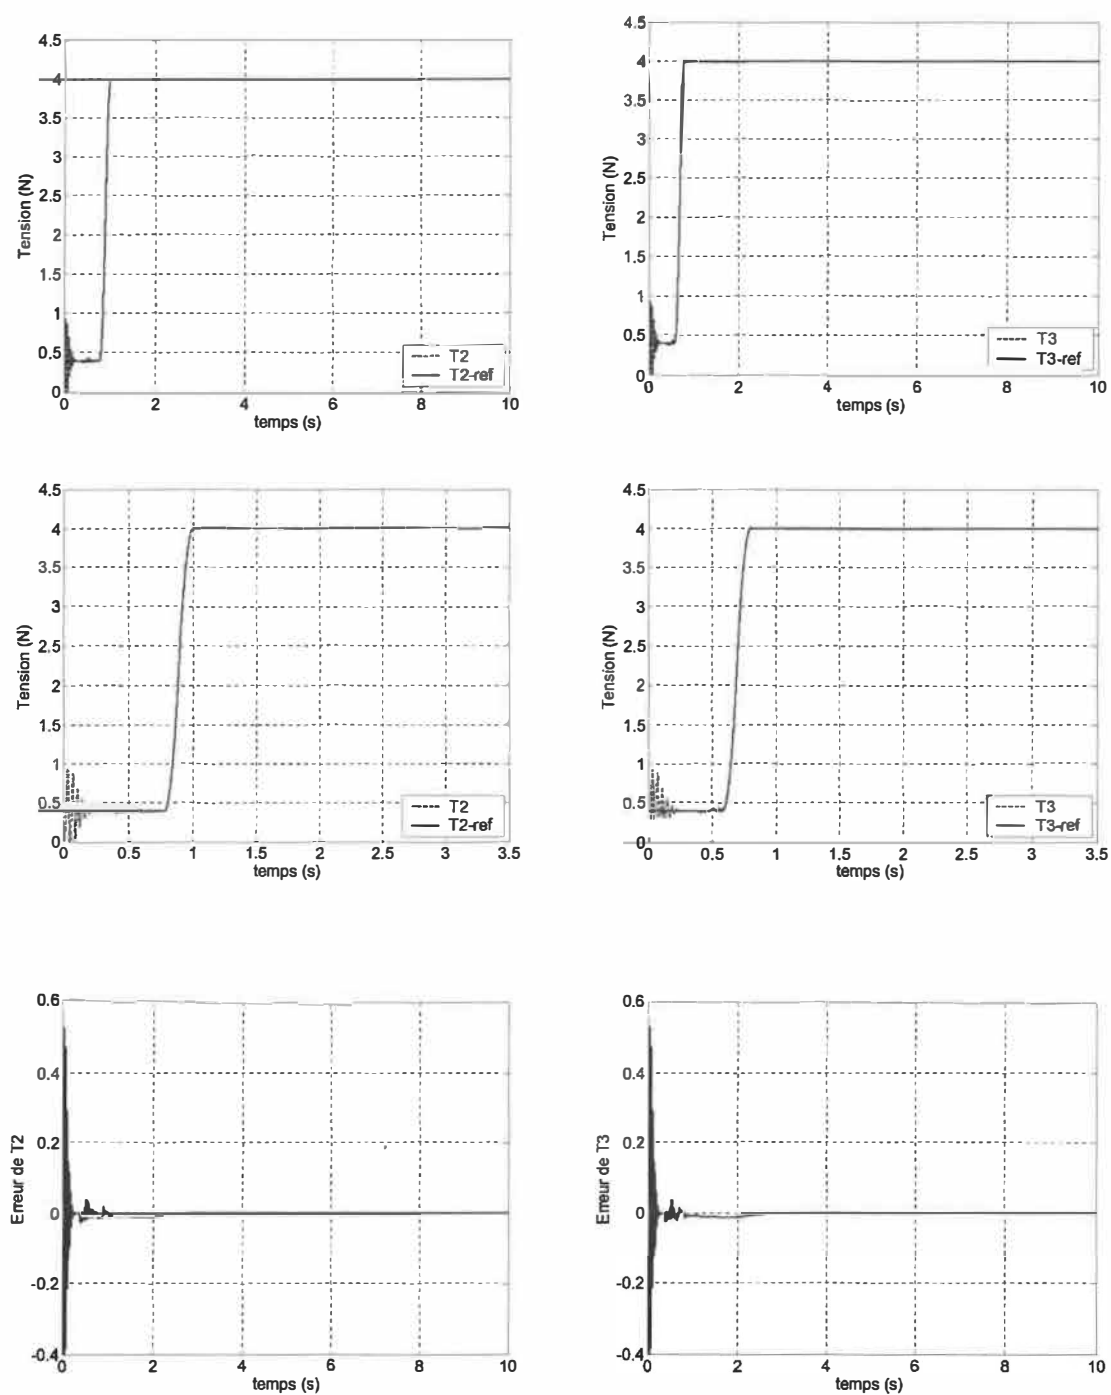 4.5
4
3.5
3
2.5
2
1.5
1
0.5
0
Tension (N)
0 2 4 6 8 10
temps (s)
T2
T2-ref
4.5
4
3.5
3
2.5
2
1.5
1
0.5
0
Tension (N)
0 2 4 6 8 10
temps (s)
T3
T3-ref
4.5
4
3.5
3
2.5
2
1.5
1
0.5
0
Tension (N)
0 0.5 1 1.5 2 2.5 3 3.5
temps (s)
T2
T2-ref
4.5
4
3.5
3
2.5
2
1.5
1
0.5
0
Tension (N)
0 0.5 1 1.5 2 2.5 3 3.5
temps (s)
T3
T3-ref
0.6
0.4
0.2
0
-0.2
-0.4
Erreur de T2
0 2 4 6 8 10
temps (s)
0.6
0.4
0.2
0
-0.2
-0.4
Erreur de T3
0 2 4 6 8 10
temps (s)